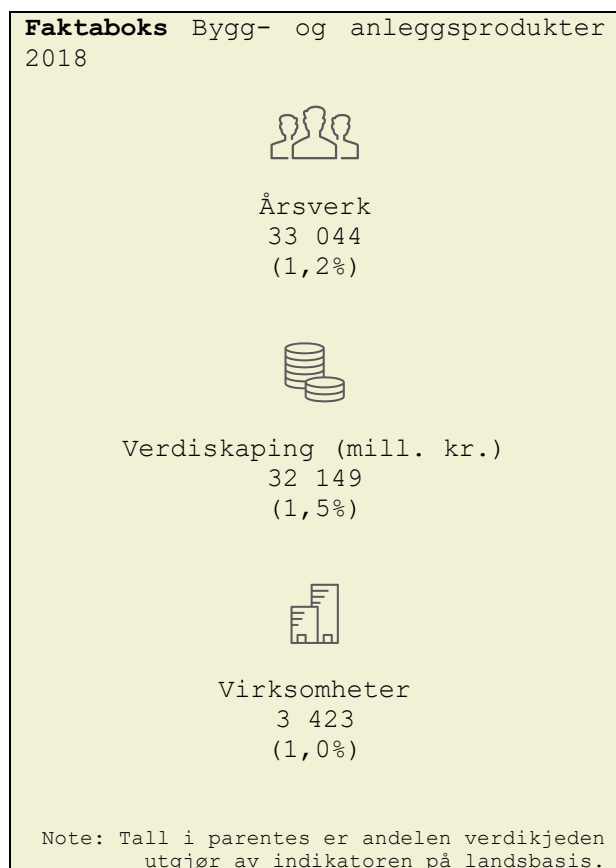 Faktaboks Bygg- og anleggsprodukter
2018
Årsverk
33 044
(1,2%)
Verdiskaping (mill. kr.)
32 149
(1,5%)
Virksomheter
3 423
(1,0%)
Note: Tall i parentes er andelen verdikjeden
utgjør av indikatoren på landsbasis.